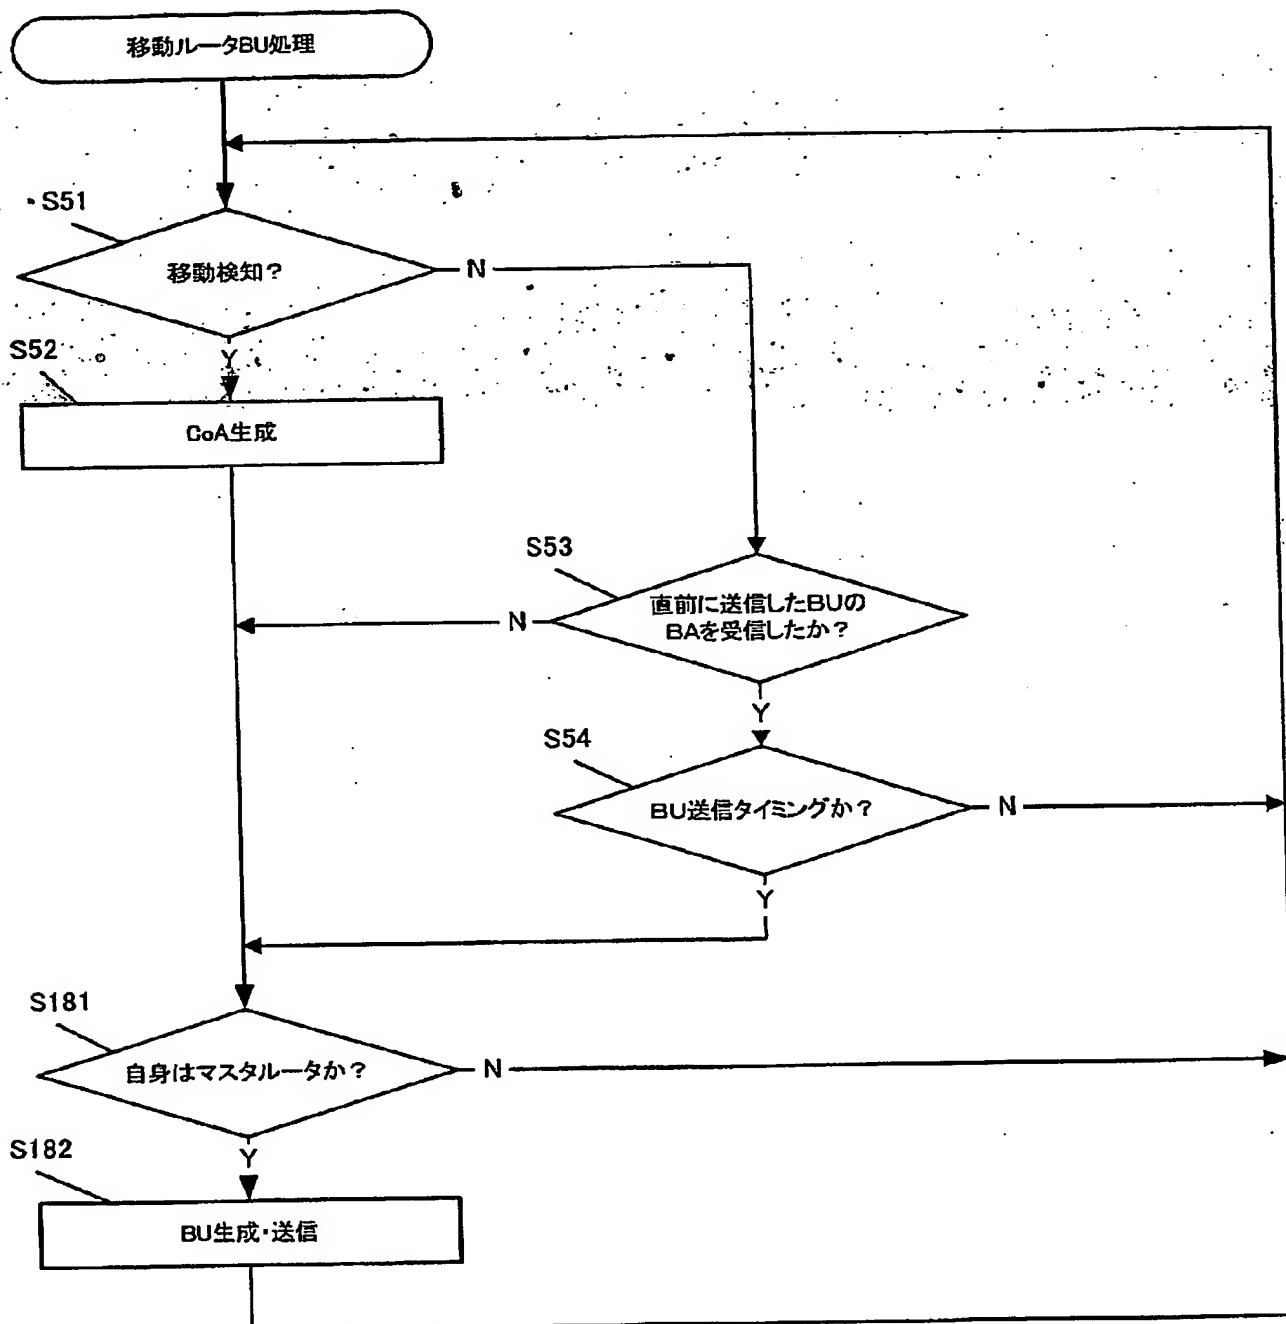 移動ルータBU処理
S51
移動検知？
N
Y
S52
CoA生成
S53
直前に送信したBUの
BAを受信したか？
N
Y
S54
BU送信タイミングか？
N
Y
S181
自身はマスタルータか？
N
Y
S182
BU生成・送信